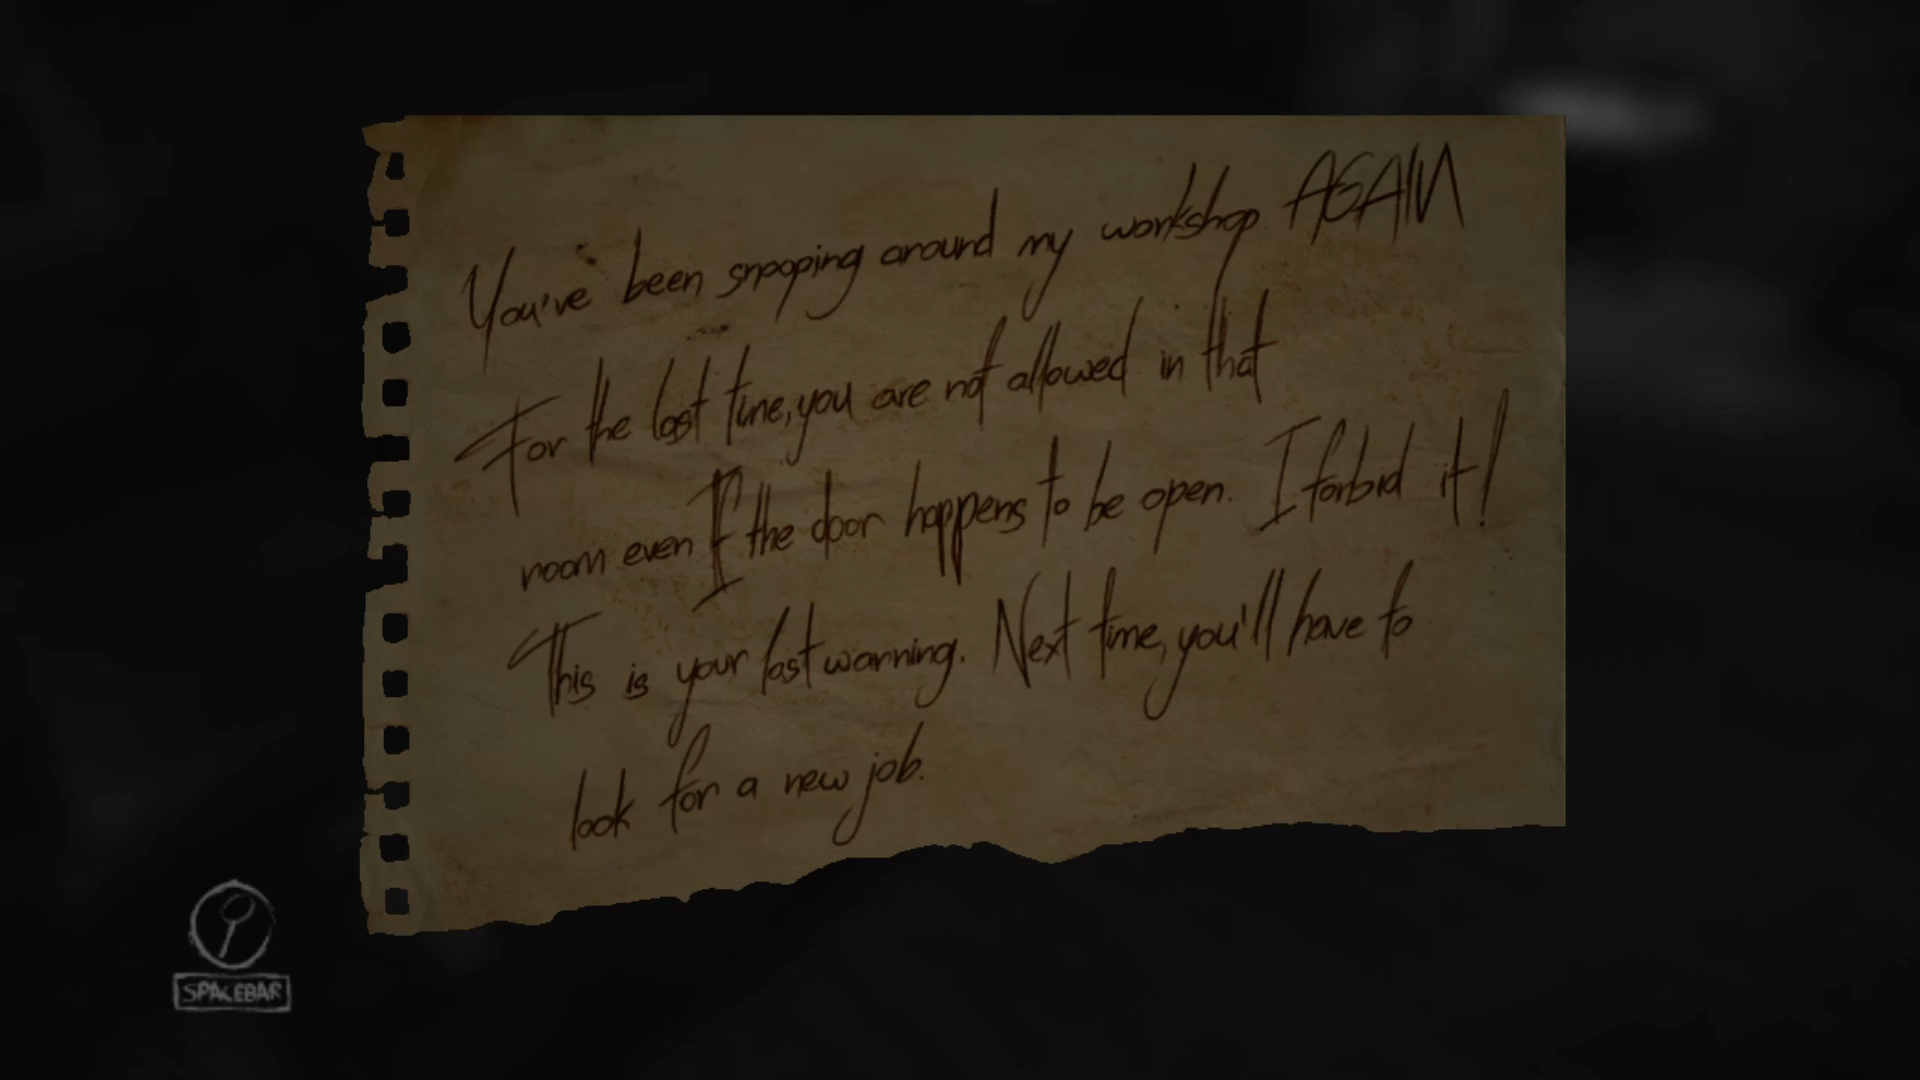 You've been snooping around my workshop AGAIN
For the last time, you are not allowed in that
room even If the door happens to be open. I forbid it!
This is your last warning. Next time, you'll have to
look for a new job.
SPACEBAR